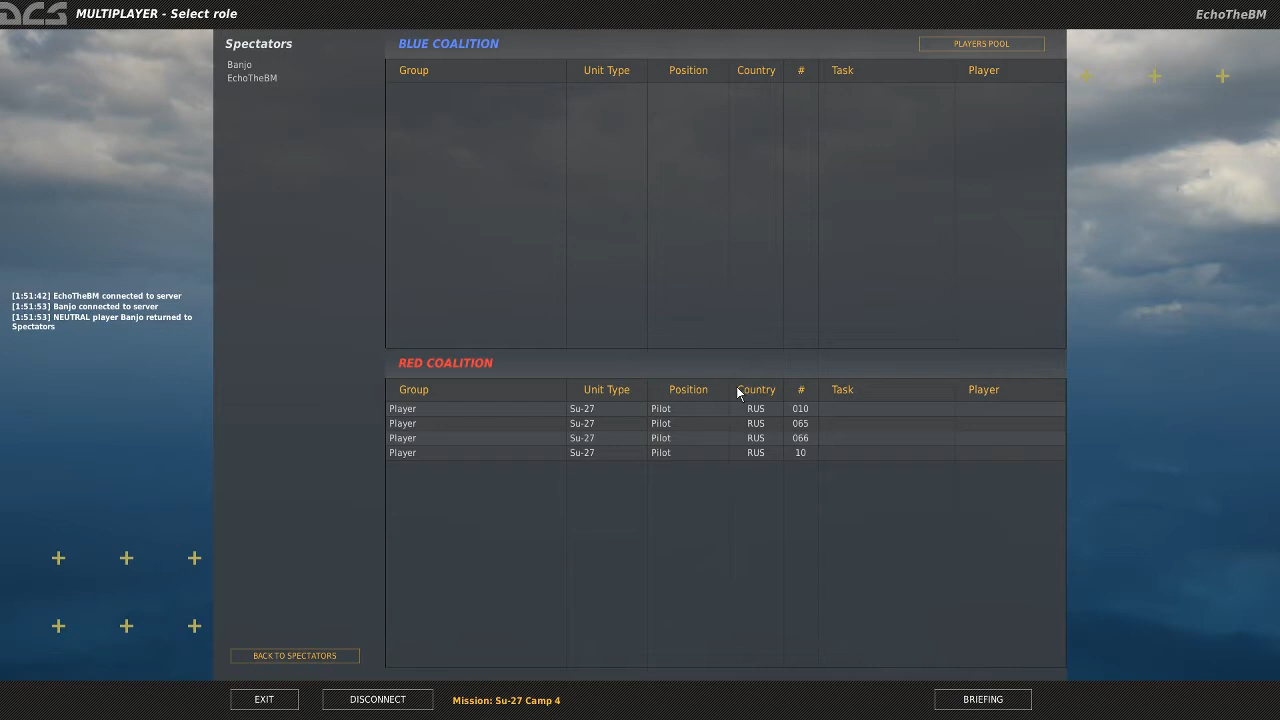 DCS MULTIPLAYER - Select role EchoTheBM
Spectators
Banjo
EchoTheBM
BLUE COALITION PLAYERS POOL
Group Unit Type Position Country # Task Player
[1:51:42] EchoTheBM connected to server
[1:51:53] Banjo connected to server
[1:51:53] NEUTRAL player Banjo returned to
Spectators
RED COALITION
Group Unit Type Position Country # Task Player
Player Su-27 Pilot RUS 010
Player Su-27 Pilot RUS 065
Player Su-27 Pilot RUS 066
Player Su-27 Pilot RUS 10
BACK TO SPECTATORS
EXIT DISCONNECT Mission: Su-27 Camp 4 BRIEFING